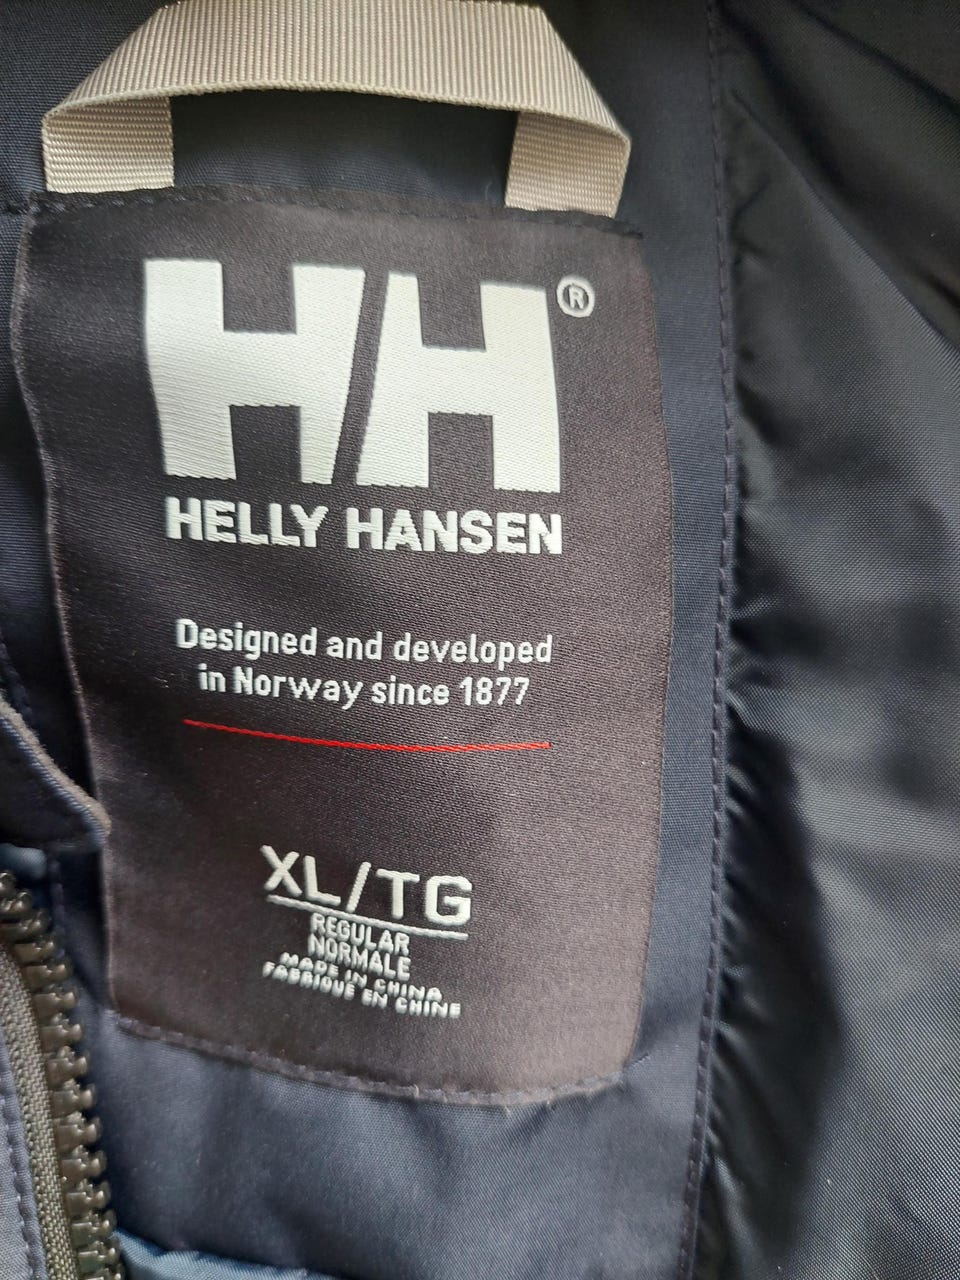 HH®
HELLY HANSEN
Designed and developed
in Norway since 1877
XL/TG
REGULAR
NORMALE
MADE IN CHINA
FABRIQUE EN CHINE